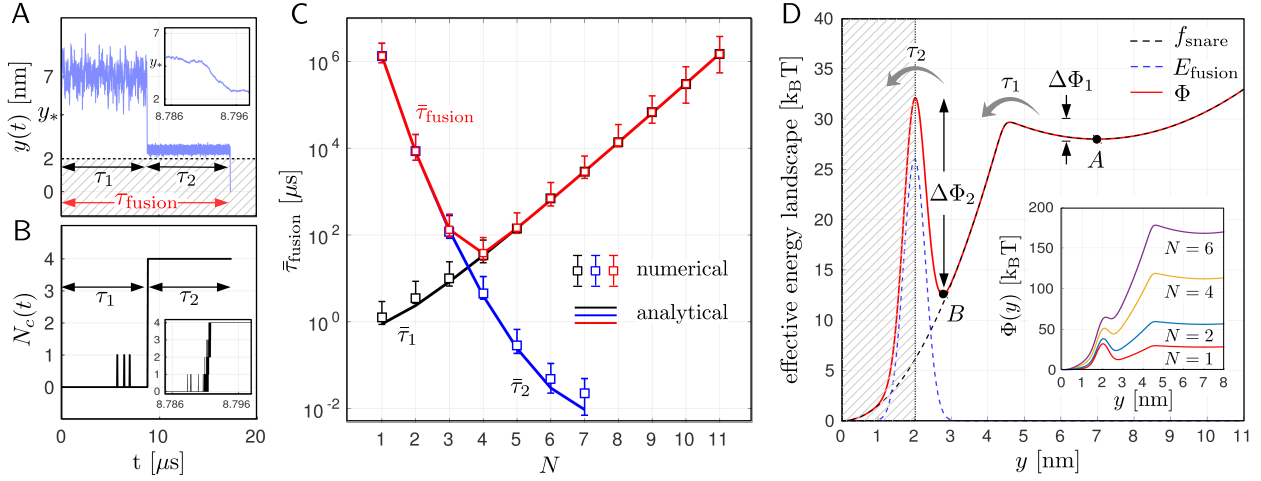 A
y(t) [nm]
7
y*
2
0
τ1
τ2
τfusion
7
y*
2
8.786
8.796
B
Nc(t)
4
3
2
1
0
τ1
τ2
4
3
2
1
0
8.786
8.796
0
10
20
t [μs]
C
τ̄fusion [μs]
10^6
10^4
10^2
10^0
10^-2
τ̄fusion
numerical
analytical
τ̄1
τ̄2
1 2 3 4 5 6 7 8 9 10 11
N
D
effective energy landscape [kBT]
40
35
30
25
20
15
10
5
0
τ2
τ1
ΔΦ1
ΔΦ2
A
B
fsnare
Efusion
Φ
Φ(y) [kBT]
200
150
100
50
0
N = 6
N = 4
N = 2
N = 1
0 1 2 3 4 5 6 7 8
y [nm]
0 1 2 3 4 5 6 7 8 9 10 11
y [nm]